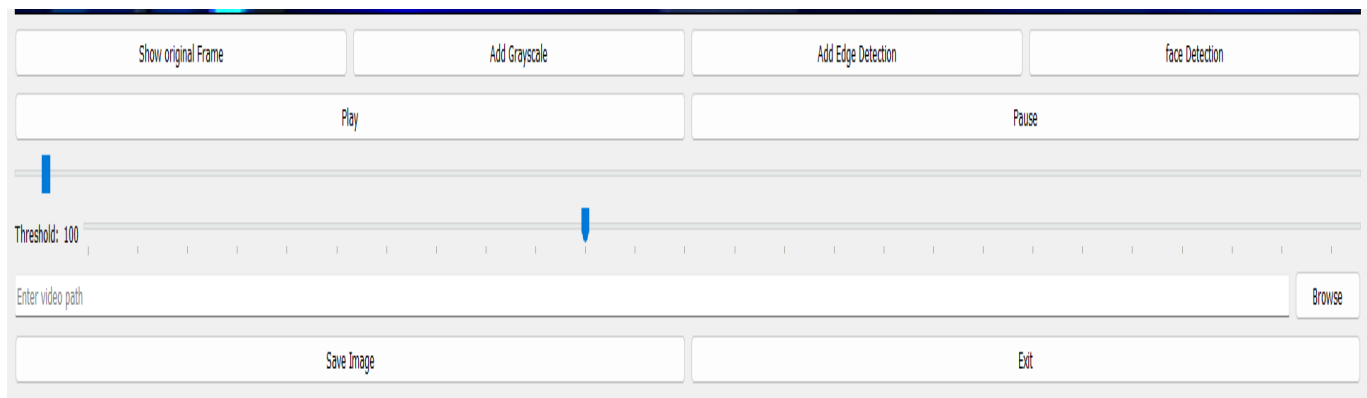 Show original Frame Add Grayscale Add Edge Detection face Detection
Play Pause
Threshold: 100
Enter video path Browse
Save Image Exit